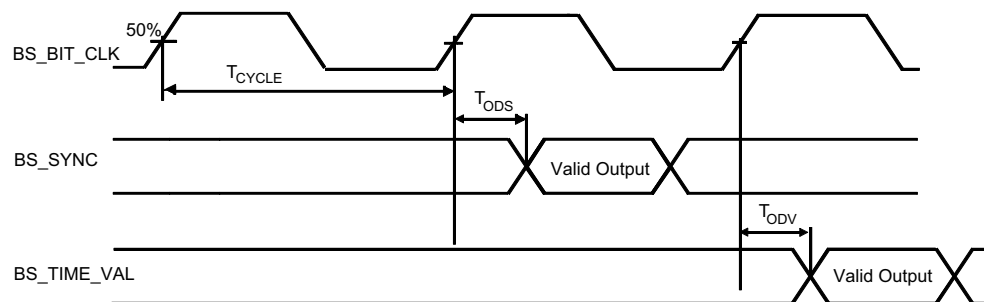 50%
BS_BIT_CLK
TCYCLE
TODS
BS_SYNC
Valid Output
TODV
BS_TIME_VAL
Valid Output